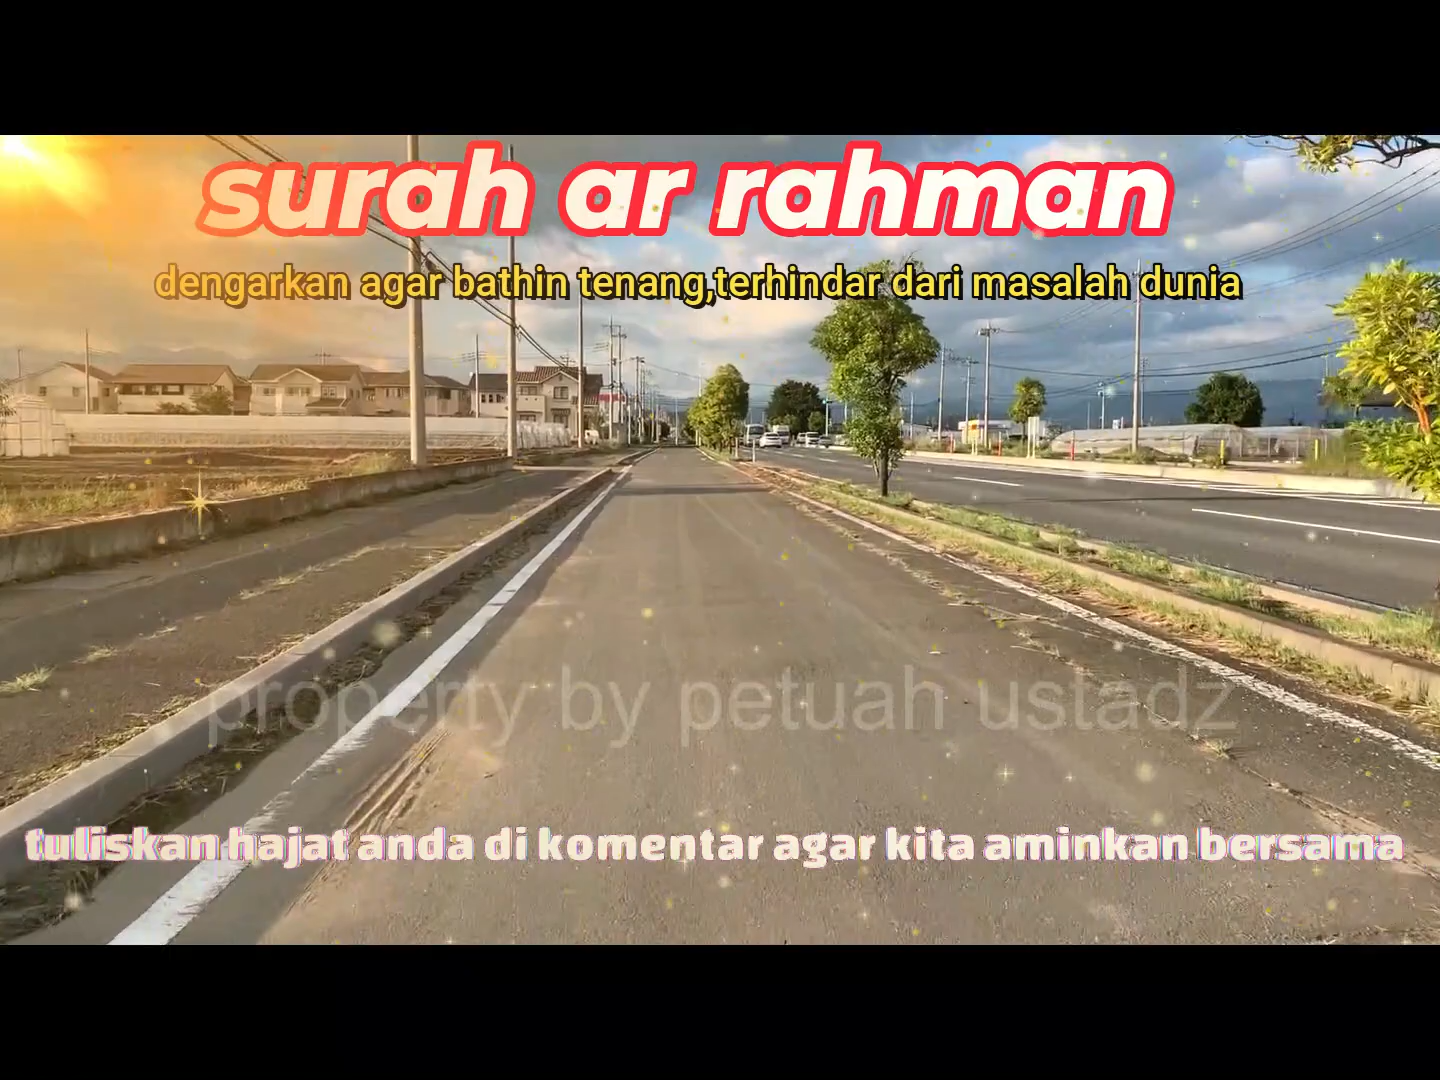 surah ar rahman
dengarkan agar bathin tenang,terhindar dari masalah dunia
property by petuah ustadz
tuliskan hajat anda di komentar agar kita aminkan bersama